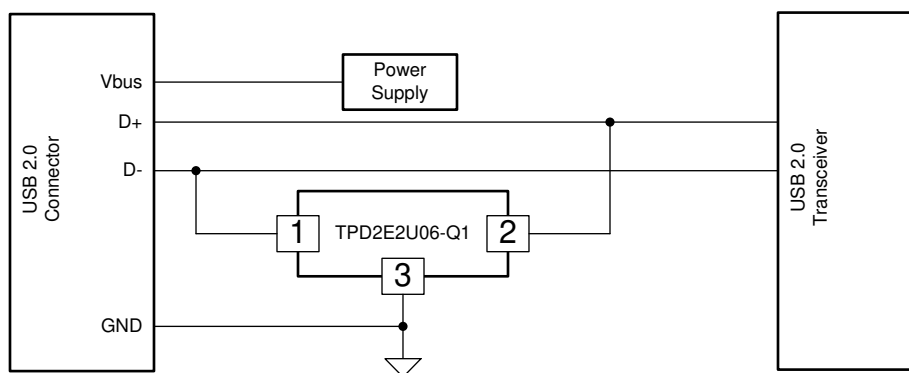 USB 2.0
Connector
Vbus
D+
D-
GND
Power
Supply
1
TPD2E2U06-Q1
2
3
USB 2.0
Transceiver